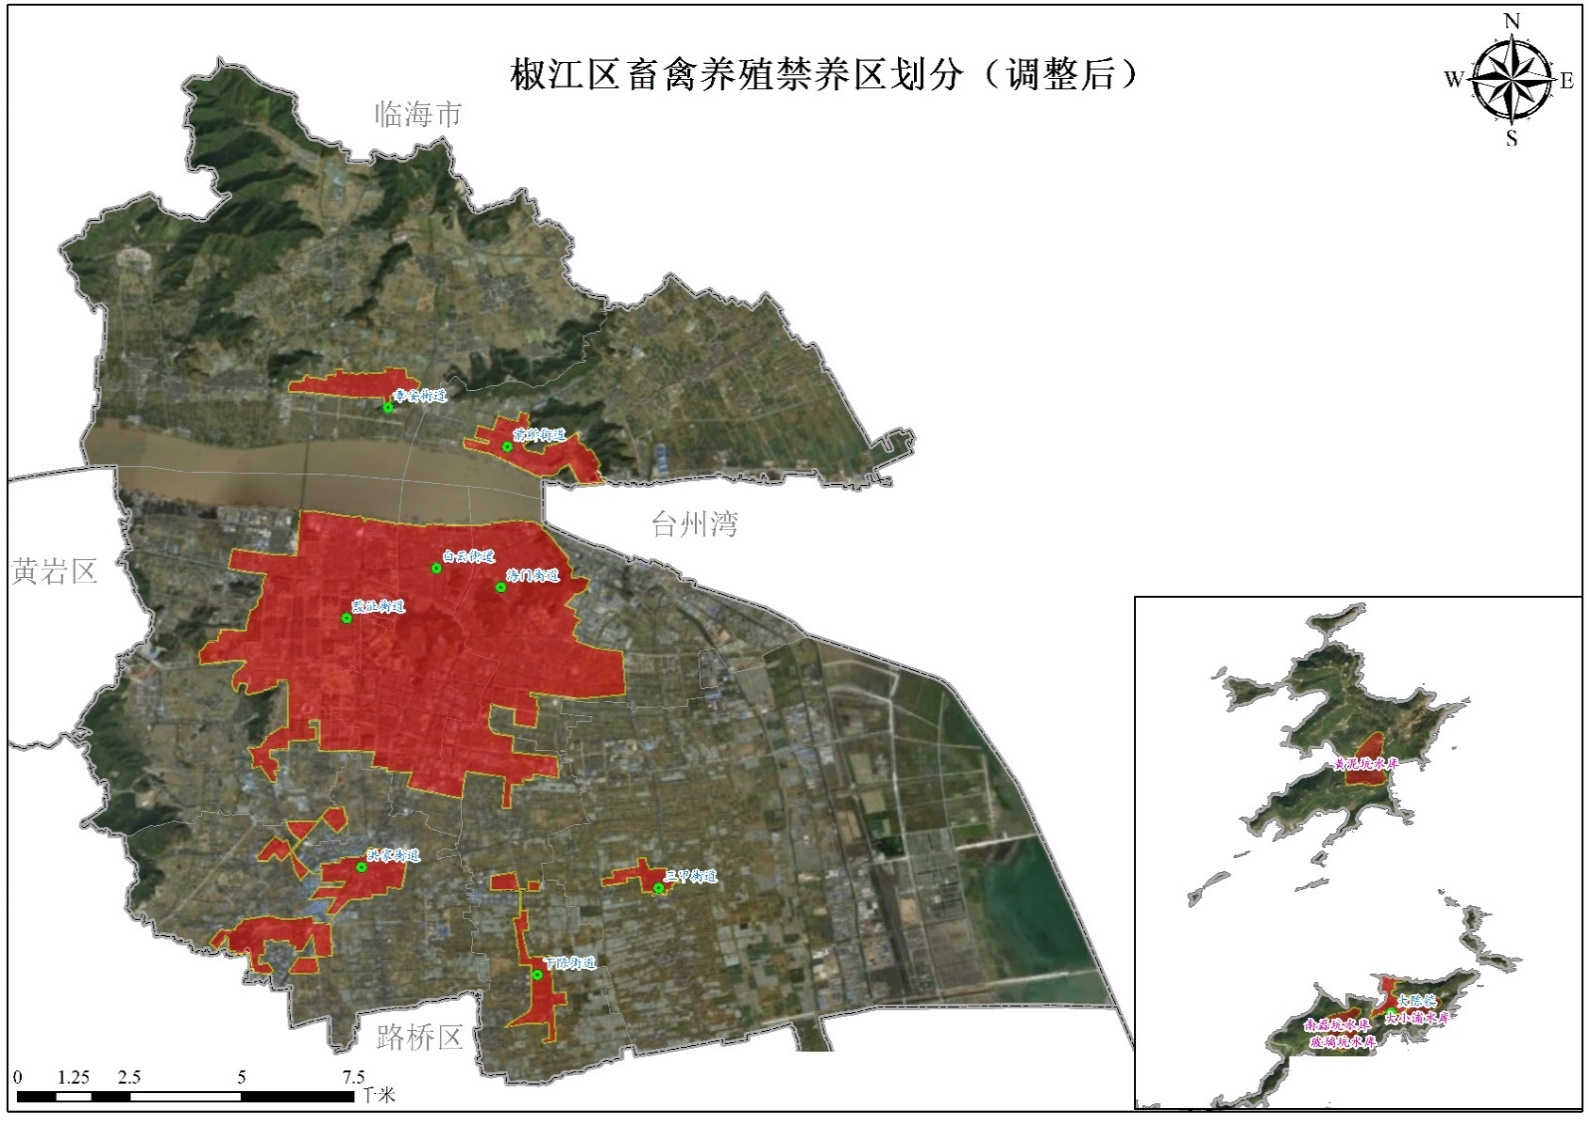 椒江区畜禽养殖禁养区划分（调整后）
N
W
E
S
临海市
章安街道
前所街道
台州湾
黄岩区
白云街道
海门街道
葭沚街道
黄泥坑水库
洪家街道
三甲街道
下陈街道
大陈镇
大小浦水库
南磊坑水库
玻璃坑水库
路桥区
0 1.25 2.5 5 7.5
千米